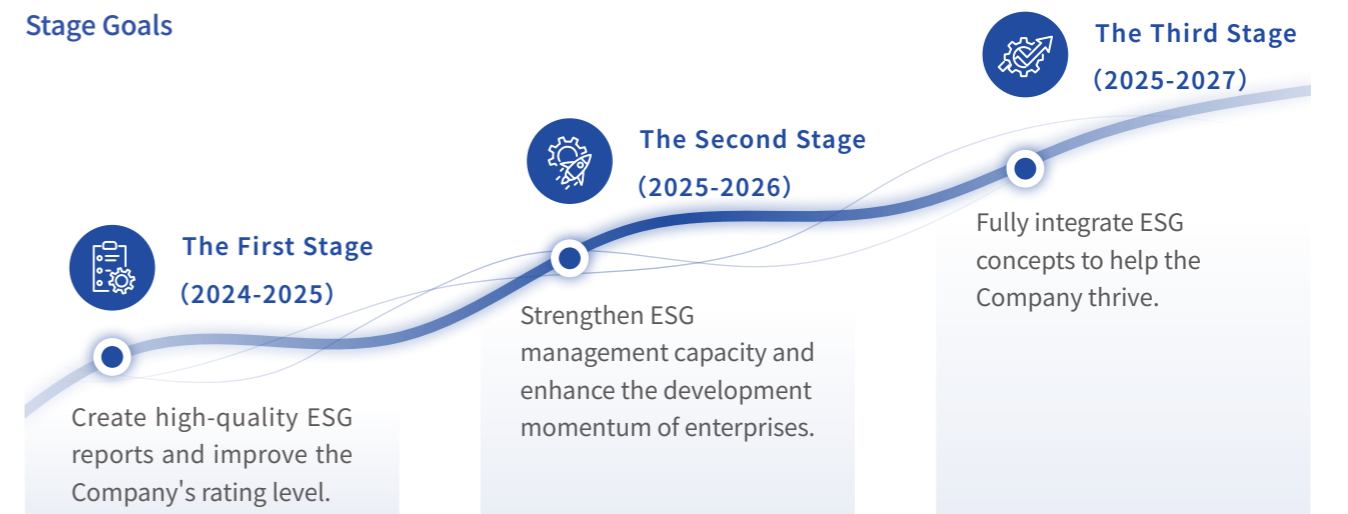 Stage Goals
The First Stage
（2024-2025）
Create high-quality ESG
reports and improve the
Company's rating level.
The Second Stage
（2025-2026）
Strengthen ESG
management capacity and
enhance the development
momentum of enterprises.
The Third Stage
（2025-2027）
Fully integrate ESG
concepts to help the
Company thrive.